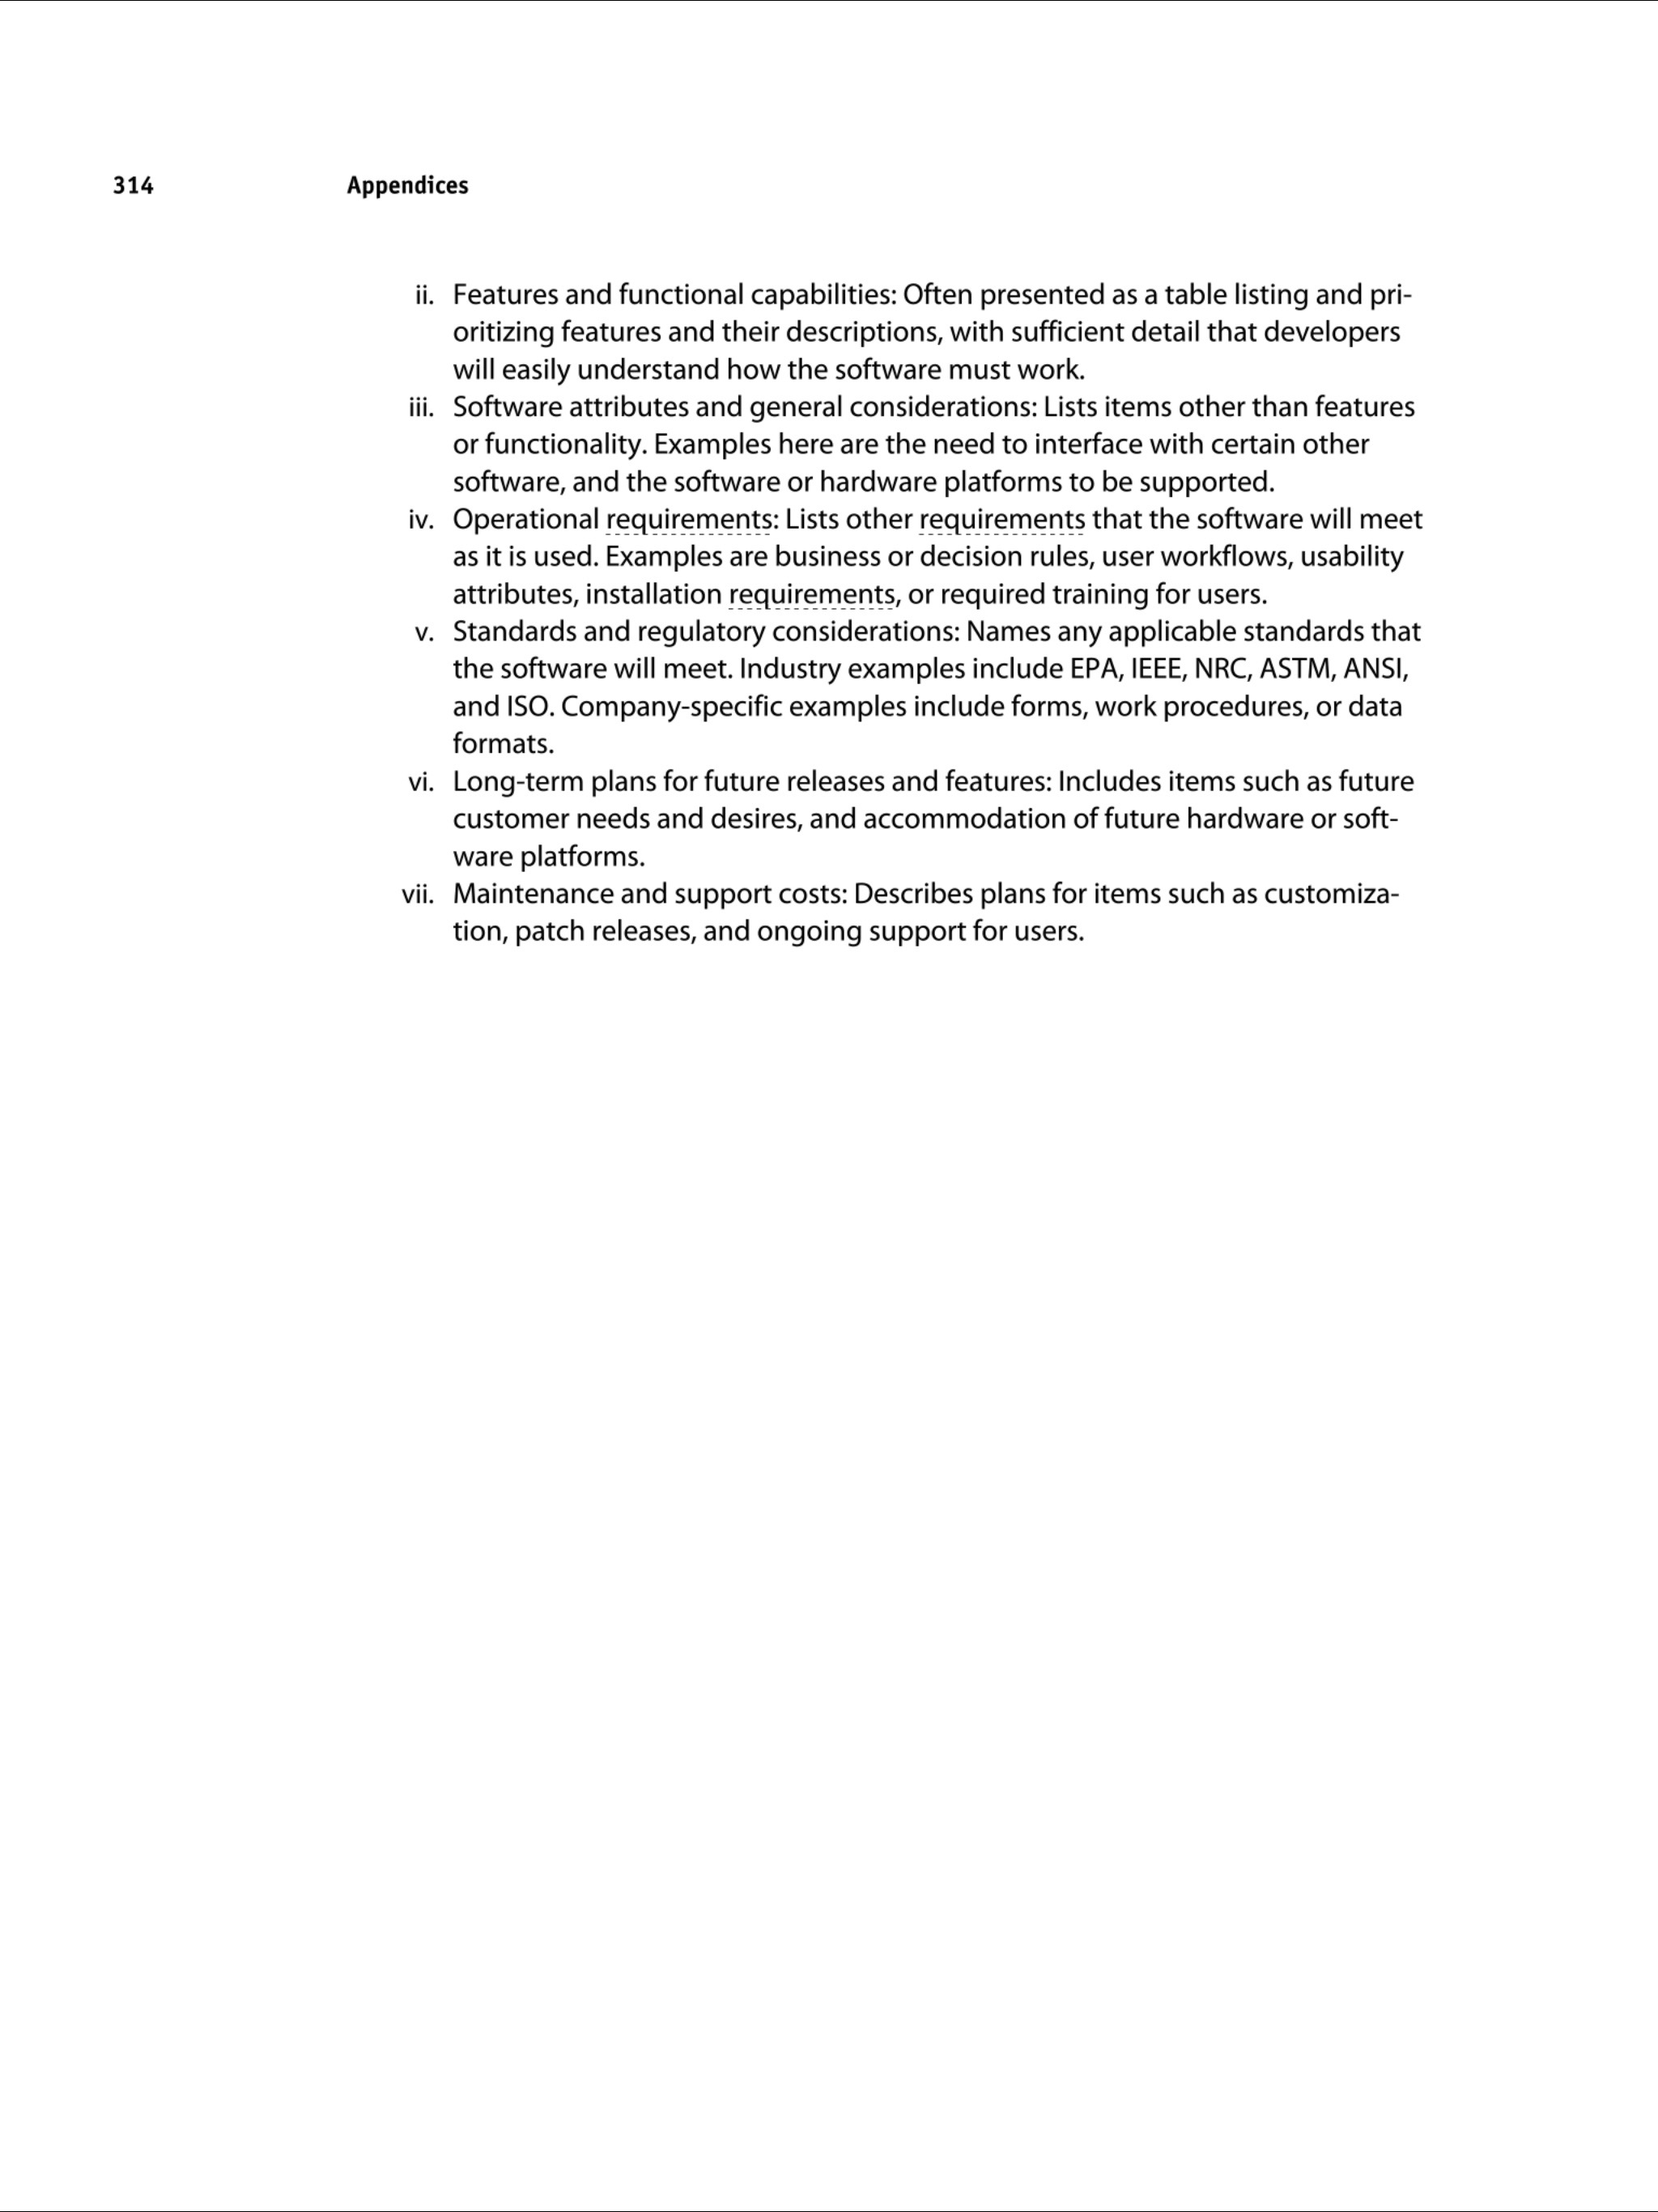 314 Appendices
ii. Features and functional capabilities: Often presented as a table listing and pri-
oritizing features and their descriptions, with sufficient detail that developers
will easily understand how the software must work.
iii. Software attributes and general considerations: Lists items other than features
or functionality. Examples here are the need to interface with certain other
software, and the software or hardware platforms to be supported.
iv. Operational requirements: Lists other requirements that the software will meet
as it is used. Examples are business or decision rules, user workflows, usability
attributes, installation requirements, or required training for users.
v. Standards and regulatory considerations: Names any applicable standards that
the software will meet. Industry examples include EPA, IEEE, NRC, ASTM, ANSI,
and ISO. Company-specific examples include forms, work procedures, or data
formats.
vi. Long-term plans for future releases and features: Includes items such as future
customer needs and desires, and accommodation of future hardware or soft-
ware platforms.
vii. Maintenance and support costs: Describes plans for items such as customiza-
tion, patch releases, and ongoing support for users.